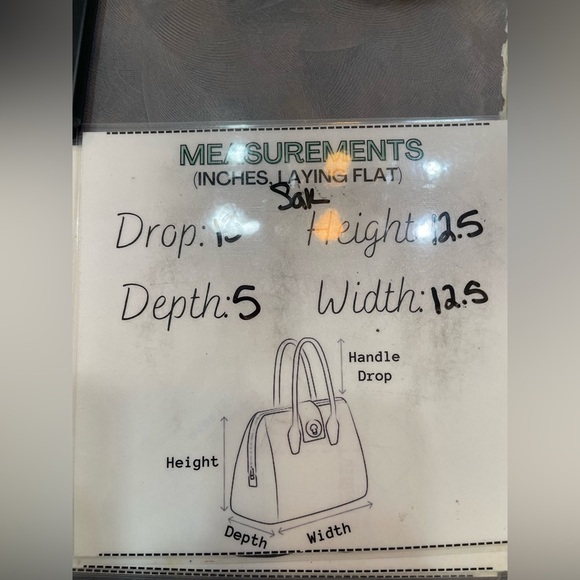 MEASUREMENTS
(INCHES, LAYING FLAT)
Sak
Drop: Height: 12.5
Depth: 5 Width: 12.5
Handle
Drop
Height
Depth Width